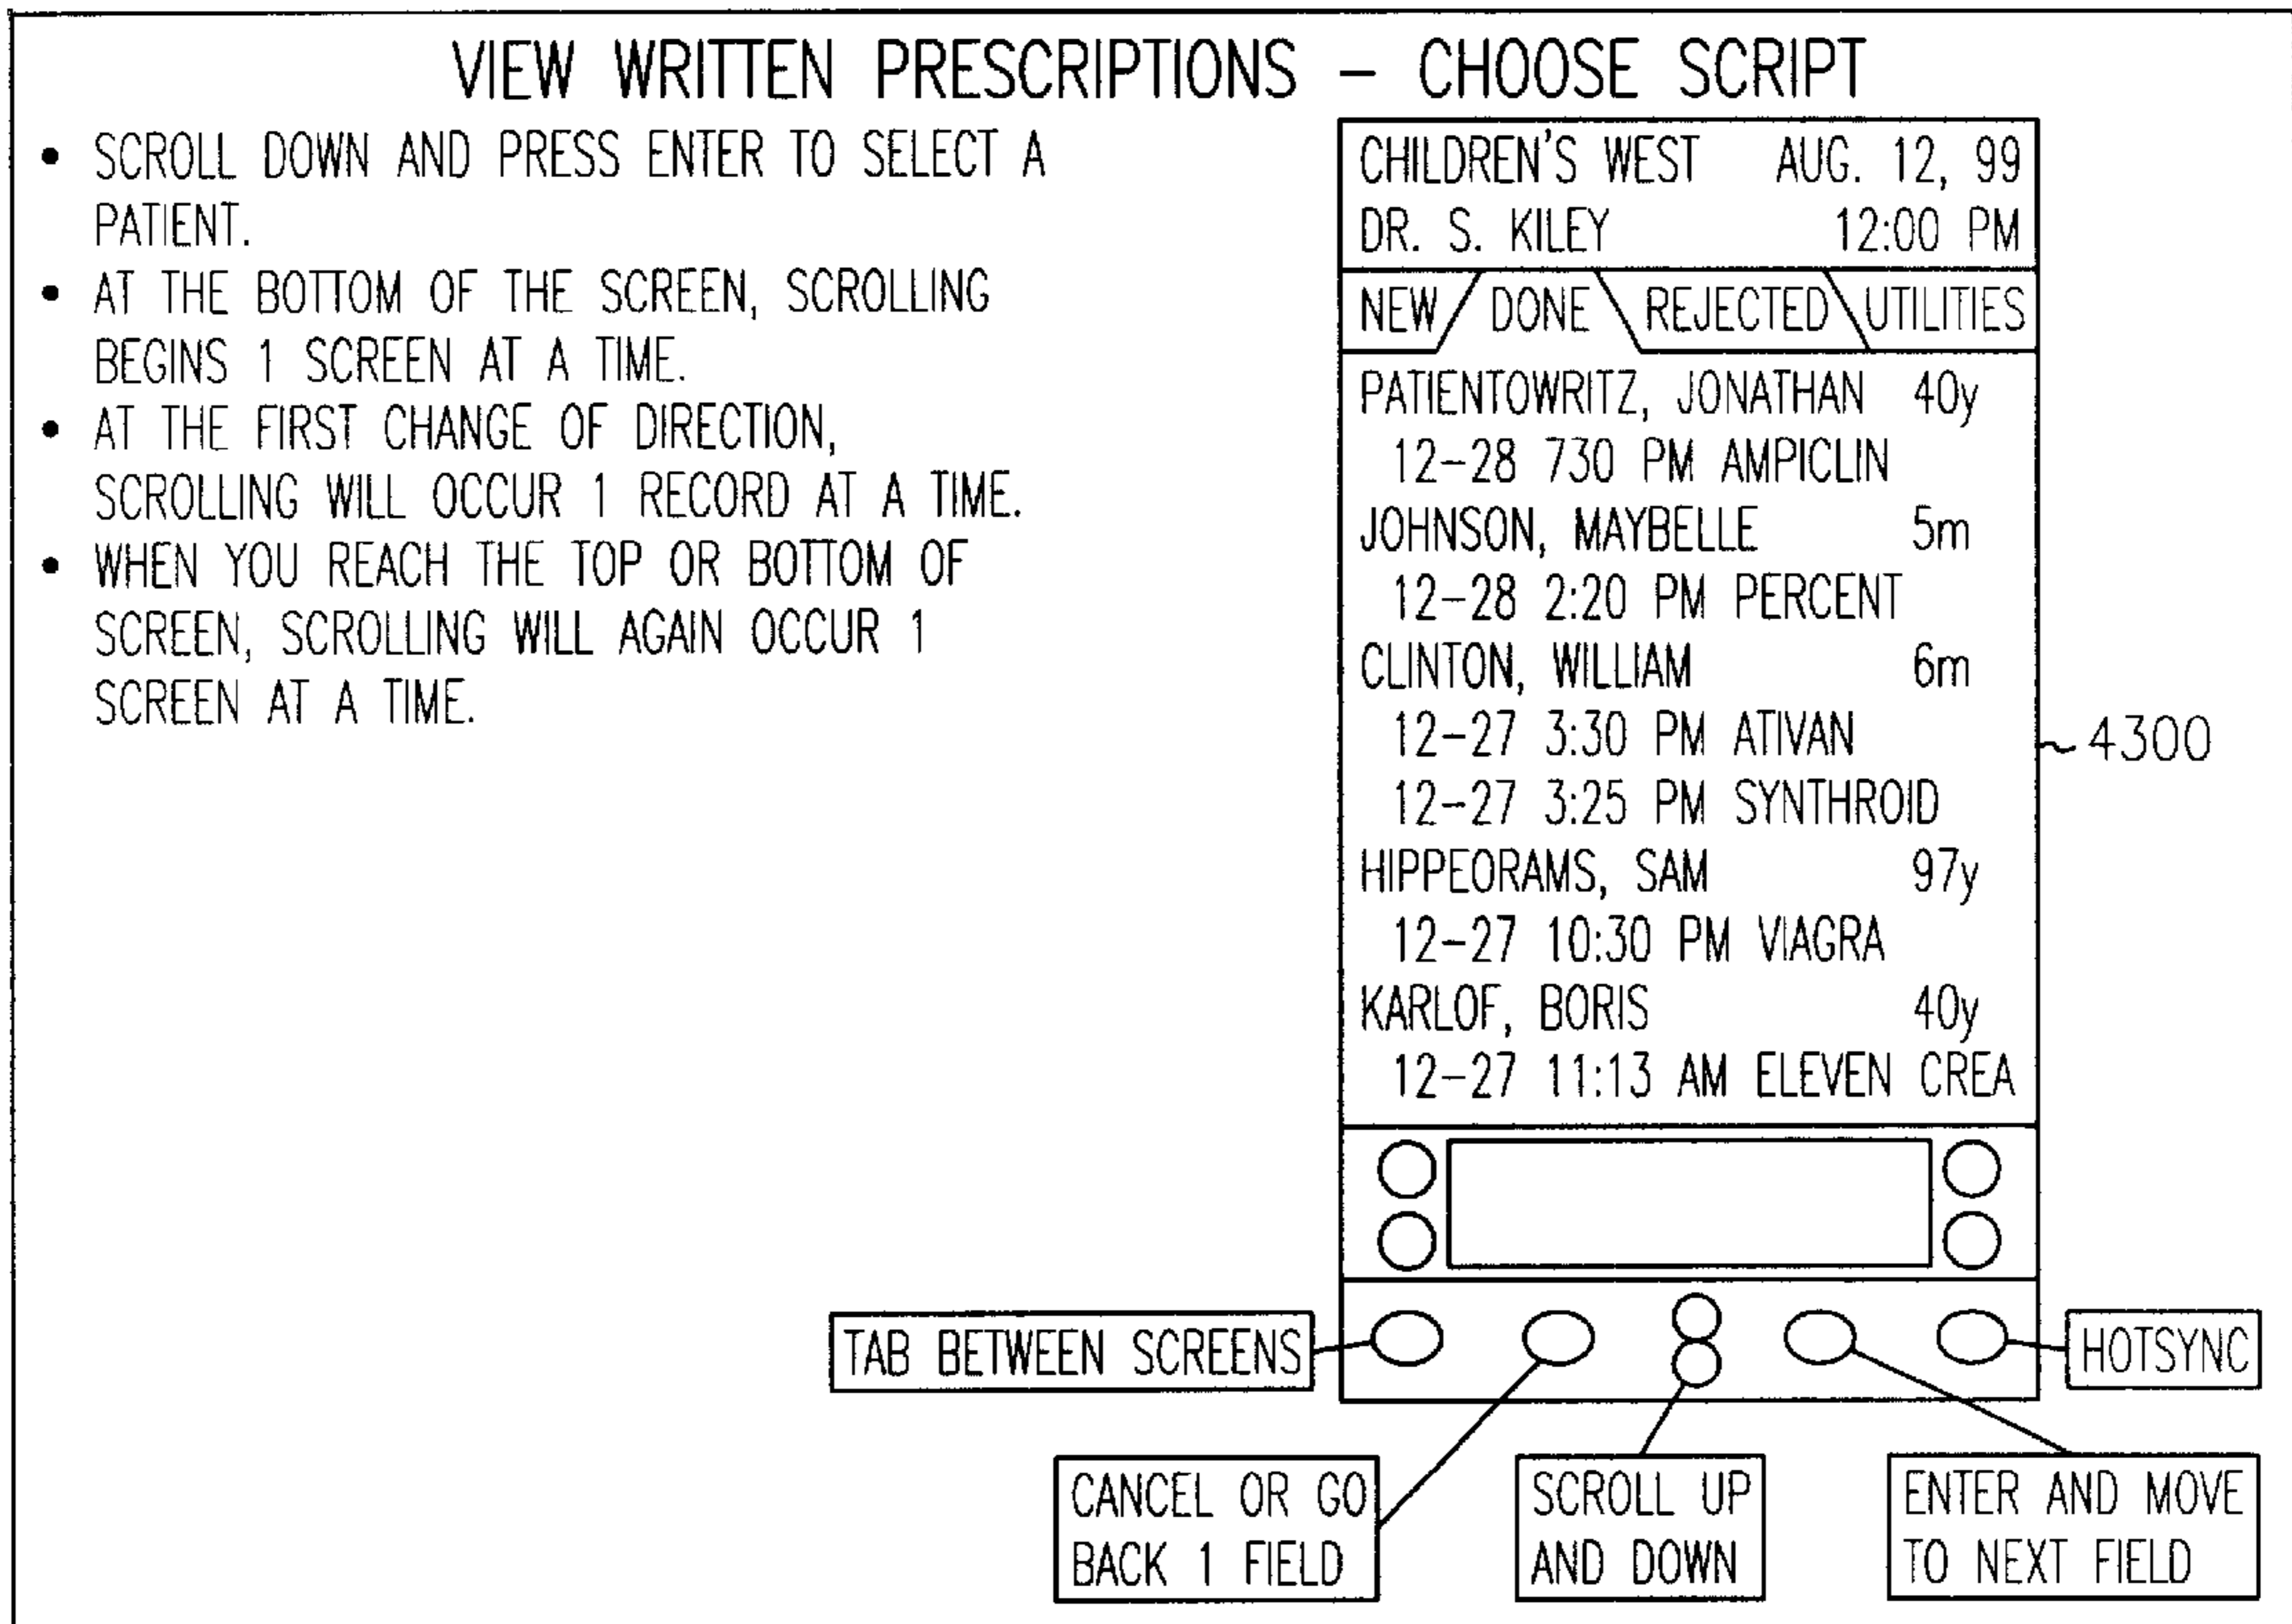 VIEW WRITTEN PRESCRIPTIONS – CHOOSE SCRIPT
• SCROLL DOWN AND PRESS ENTER TO SELECT A
PATIENT.
• AT THE BOTTOM OF THE SCREEN, SCROLLING
BEGINS 1 SCREEN AT A TIME.
• AT THE FIRST CHANGE OF DIRECTION,
SCROLLING WILL OCCUR 1 RECORD AT A TIME.
• WHEN YOU REACH THE TOP OR BOTTOM OF
SCREEN, SCROLLING WILL AGAIN OCCUR 1
SCREEN AT A TIME.
CHILDREN'S WEST AUG. 12, 99
DR. S. KILEY 12:00 PM
NEW DONE REJECTED UTILITIES
PATIENTOWRITZ, JONATHAN 40y
12–28 730 PM AMPICLIN
JOHNSON, MAYBELLE 5m
12–28 2:20 PM PERCENT
CLINTON, WILLIAM 6m
12–27 3:30 PM ATIVAN
12–27 3:25 PM SYNTHROID
HIPPEORAMS, SAM 97y
12–27 10:30 PM VIAGRA
KARLOF, BORIS 40y
12–27 11:13 AM ELEVEN CREA
4300
TAB BETWEEN SCREENS
HOTSYNC
CANCEL OR GO
BACK 1 FIELD
SCROLL UP
AND DOWN
ENTER AND MOVE
TO NEXT FIELD